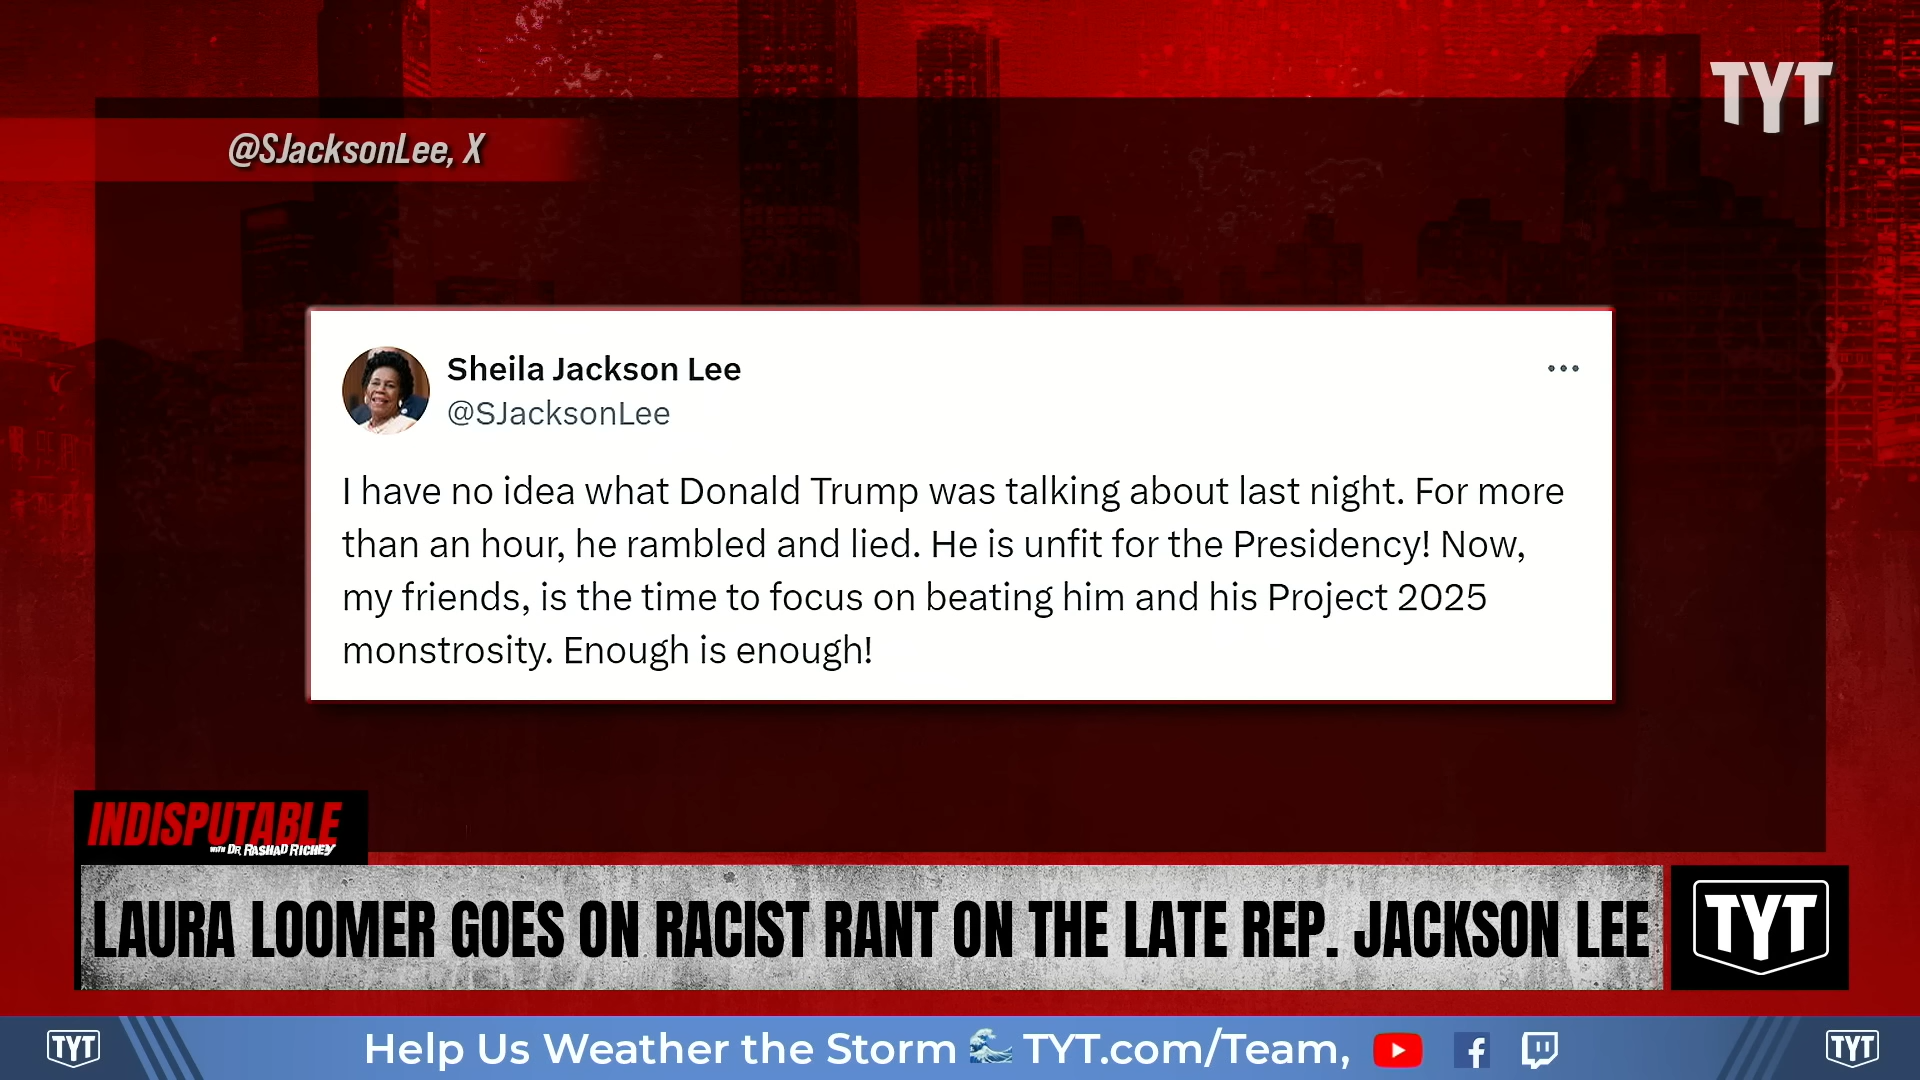 TYT
@SJacksonLee, X
Sheila Jackson Lee
@SJacksonLee
I have no idea what Donald Trump was talking about last night. For more
than an hour, he rambled and lied. He is unfit for the Presidency! Now,
my friends, is the time to focus on beating him and his Project 2025
monstrosity. Enough is enough!
INDISPUTABLE
WITH DR. RASHAD RICHEY
LAURA LOOMER GOES ON RACIST RANT ON THE LATE REP. JACKSON LEE
TYT
TYT
Help Us Weather the Storm 🌊 TYT.com/Team,
TYT